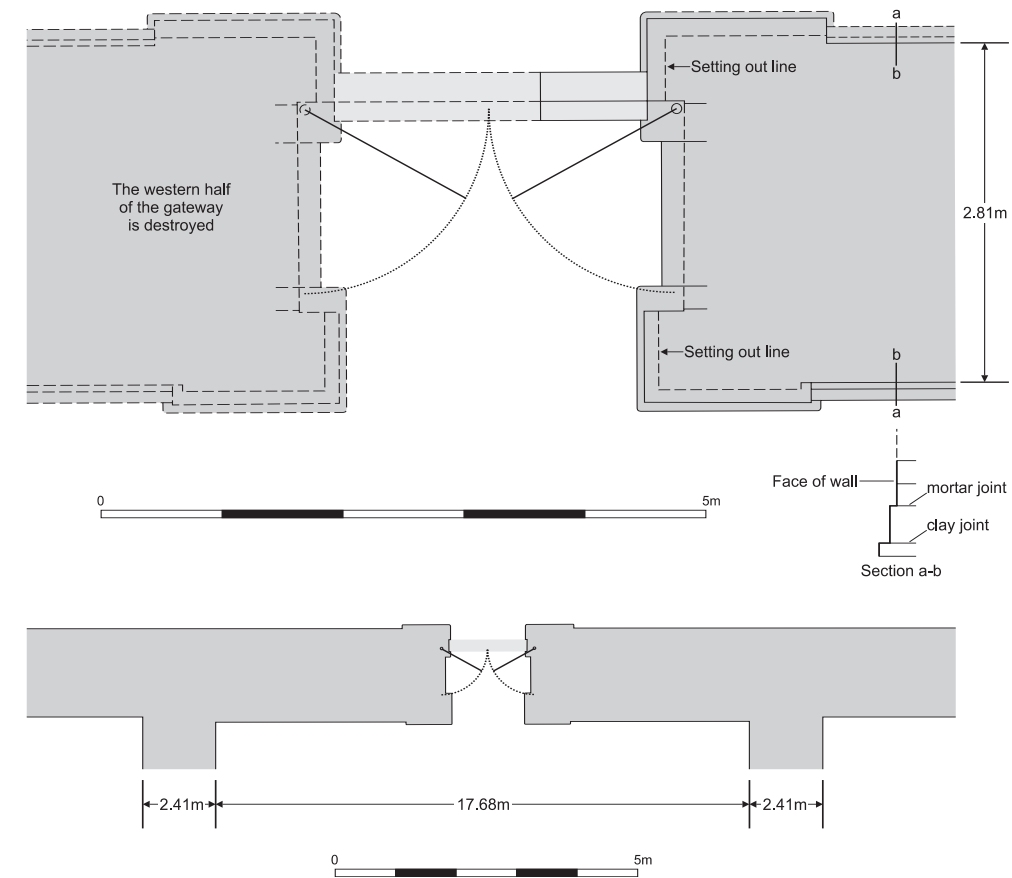 a
b
Setting out line
The western half
of the gateway
is destroyed
2.81m
Setting out line
b
a
0
5m
Face of wall
mortar joint
clay joint
Section a-b
2.41m
17.68m
2.41m
0
5m